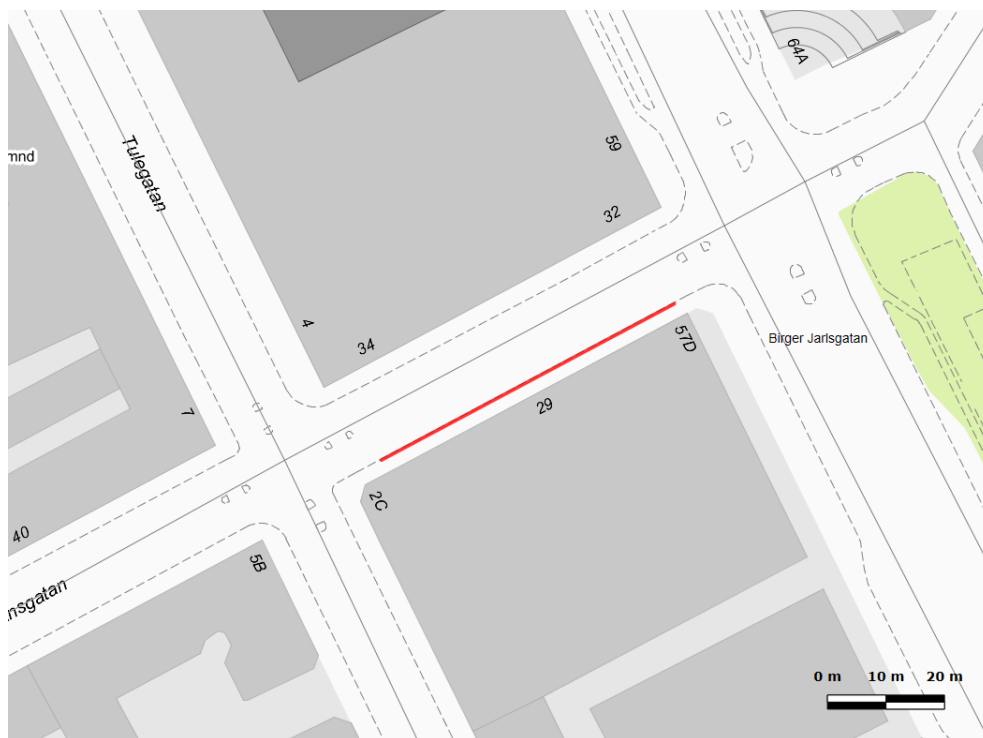 64A
Tulegatan
mnd
59
32
4
34
57D
Birger Jarlsgatan
29
7
2C
40
5B
nsgatan
0 m 10 m 20 m